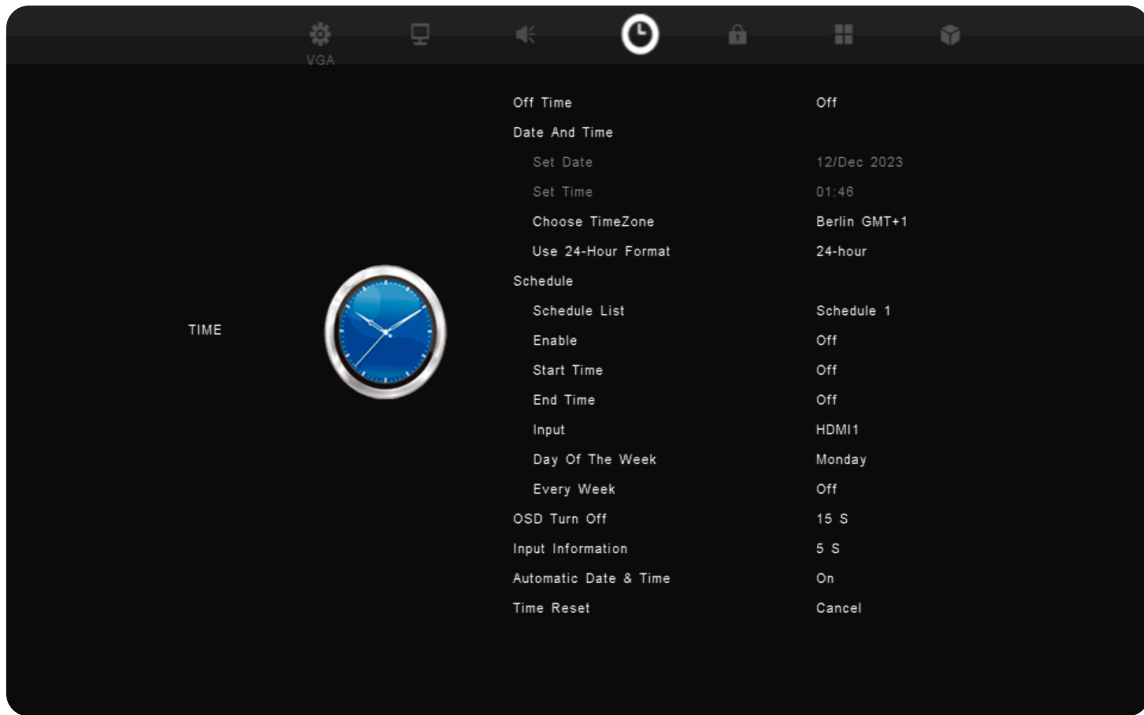 VGA
Off Time Off
Date And Time
Set Date 12/Dec 2023
Set Time 01:46
Choose TimeZone Berlin GMT+1
Use 24-Hour Format 24-hour
Schedule
Schedule List Schedule 1
TIME
Enable Off
Start Time Off
End Time Off
Input HDMI1
Day Of The Week Monday
Every Week Off
OSD Turn Off 15 S
Input Information 5 S
Automatic Date & Time On
Time Reset Cancel